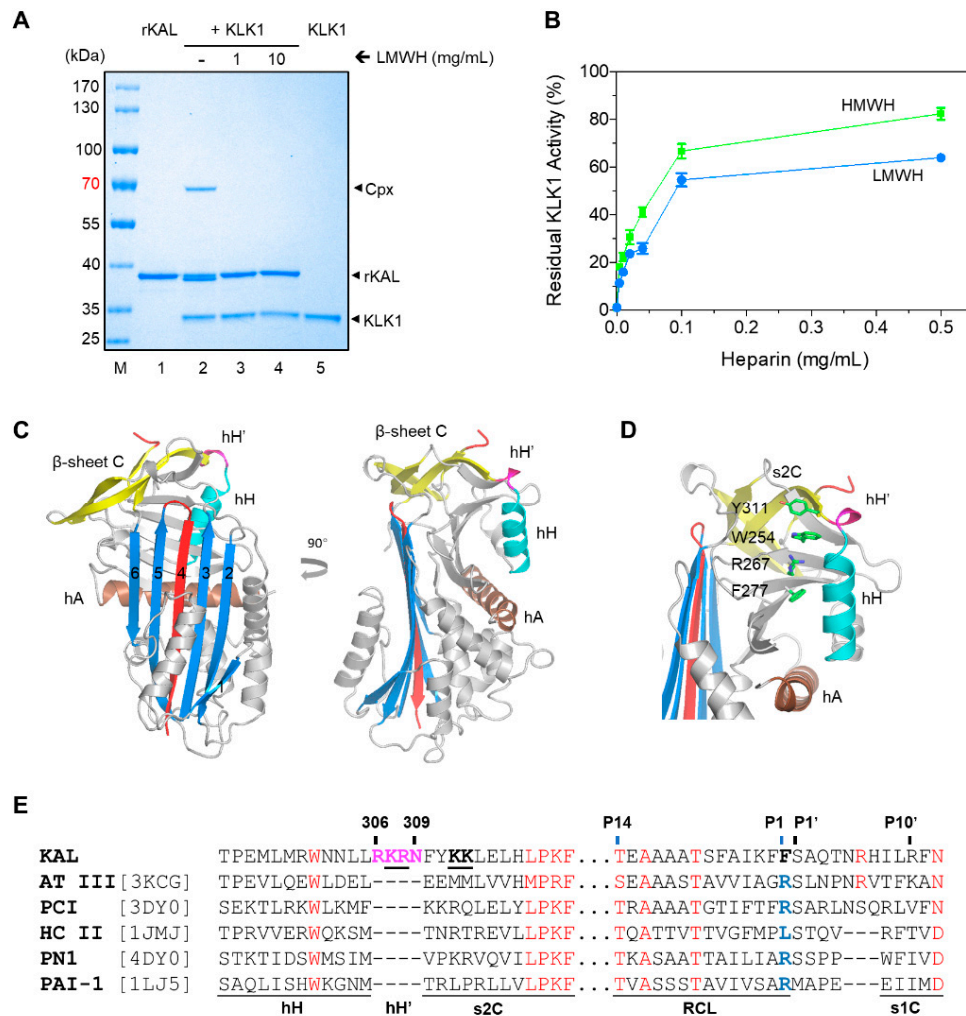 A
rKAL + KLK1 KLK1
(kDa) - 1 10 ← LMWH (mg/mL)
170
130
100
70 Cpx
55
40 rKAL
35 KLK1
25
M 1 2 3 4 5
B
Residual KLK1 Activity (%)
100
80
60
40
20
0
HMWH
LMWH
0.0 0.1 0.2 0.3 0.4 0.5
Heparin (mg/mL)
C
β-sheet C hH'
hH
6 5 4 3 2
hA
1
90°
β-sheet C hH'
hH
hA
D
s2C
Y311 hH'
W254
R267
F277 hH
hA
E
306 309 P14 P1 P1' P10'
KAL TPEMLMRWNNLLRKRNFYKKLELHLPKF...TEAAAATSFAIKFFSAQTNRHILRFN
AT III [3KCG] TPEVLQEWLDEL----EEMMLVVHMPRF...SEAAASTAVVIAGRSLNPNRVTFKAN
PCI [3DY0] SEKTLRKWLKMF----KKRQLELYLPKF...TRAAAATGTIFTFRSARLNSQRLVFN
HC II [1JMJ] TPRVVERWQKSM----TNRTREVLLPKF...TQATTVTTVGFMPLSTQV---RFTVD
PN1 [4DY0] STKTIDSWMSIM----VPKRVQVILPKF...TKASAATTAILIARSSPP---WFIVD
PAI-1 [1LJ5] SAQLISHWKGNM----TRLPRLLVLPKF...TVASSSTAVIVSARMAPE---EIIMD
hH hH' s2C RCL s1C